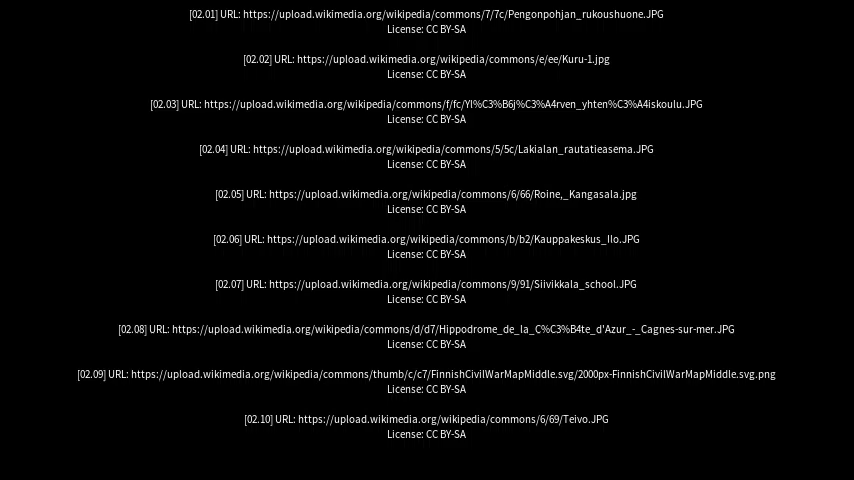 [02.01] URL: https://upload.wikimedia.org/wikipedia/commons/7/7c/Pengonpohjan_rukoushuone.JPG
License: CC BY-SA
[02.02] URL: https://upload.wikimedia.org/wikipedia/commons/e/ee/Kuru-1.jpg
License: CC BY-SA
[02.03] URL: https://upload.wikimedia.org/wikipedia/commons/f/fc/Yl%C3%B6j%C3%A4rven_yhten%C3%A4iskoulu.JPG
License: CC BY-SA
[02.04] URL: https://upload.wikimedia.org/wikipedia/commons/5/5c/Lakialan_rautatieasema.JPG
License: CC BY-SA
[02.05] URL: https://upload.wikimedia.org/wikipedia/commons/6/66/Roine,_Kangasala.jpg
License: CC BY-SA
[02.06] URL: https://upload.wikimedia.org/wikipedia/commons/b/b2/Kauppakeskus_Ilo.JPG
License: CC BY-SA
[02.07] URL: https://upload.wikimedia.org/wikipedia/commons/9/91/Siivikkala_school.JPG
License: CC BY-SA
[02.08] URL: https://upload.wikimedia.org/wikipedia/commons/d/d7/Hippodrome_de_la_C%C3%B4te_d'Azur_-_Cagnes-sur-mer.JPG
License: CC BY-SA
[02.09] URL: https://upload.wikimedia.org/wikipedia/commons/thumb/c/c7/FinnishCivilWarMapMiddle.svg/2000px-FinnishCivilWarMapMiddle.svg.png
License: CC BY-SA
[02.10] URL: https://upload.wikimedia.org/wikipedia/commons/6/69/Teivo.JPG
License: CC BY-SA